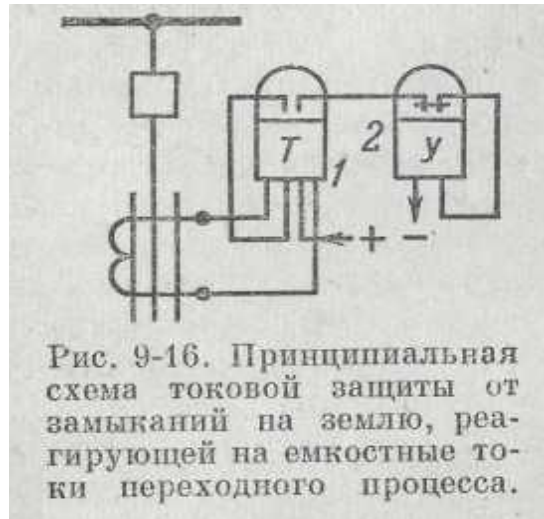 T
1
2
У
+ −
Рис. 9-16. Принципиальная
схема токовой защиты от
замыканий на землю, реа-
гирующей на емкостные то-
ки переходного процесса.